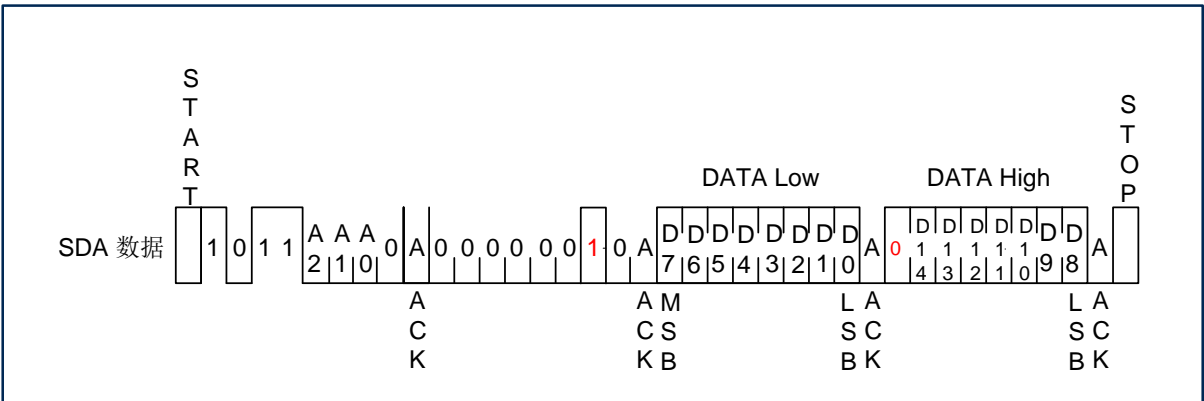 START
STOP
DATA Low DATA High
SDA 数据 1 0 1 1 A2 A1 A0 0 A 0 0 0 0 0 0 1 0 A D7 D6 D5 D4 D3 D2 D1 D0 A 0 D14 D13 D12 D11 D10 D9 D8 A
ACK ACK MSB LSB ACK LSB ACK